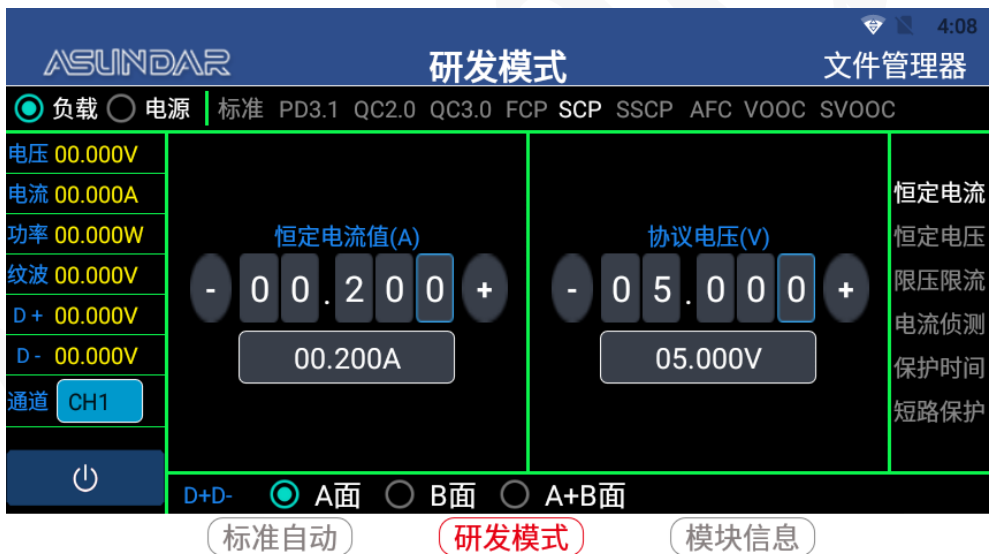 4:08
ASUNDAR 研发模式 文件管理器
负载 电源 标准 PD3.1 QC2.0 QC3.0 FCP SCP SSCP AFC VOOC SVOOC
电压 00.000V
电流 00.000A
功率 00.000W
纹波 00.000V
D+ 00.000V
D- 00.000V
通道 CH1
恒定电流值(A)
- 0 0 . 2 0 0 +
00.200A
协议电压(V)
- 0 5 . 0 0 0 +
05.000V
恒定电流
恒定电压
限压限流
电流侦测
保护时间
短路保护
D+D- A面 B面 A+B面
标准自动 研发模式 模块信息